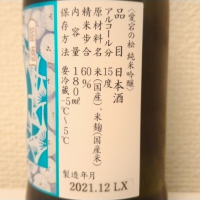 〈愛宕の松 純米吟醸〉
品目 日本酒
アルコール分 15度
原材料名 米(国産)、米麹(国産米)
精米歩合 60%
内容量 180ml
保存方法 要冷蔵-5℃~5℃
製造年月
2021.12 LX